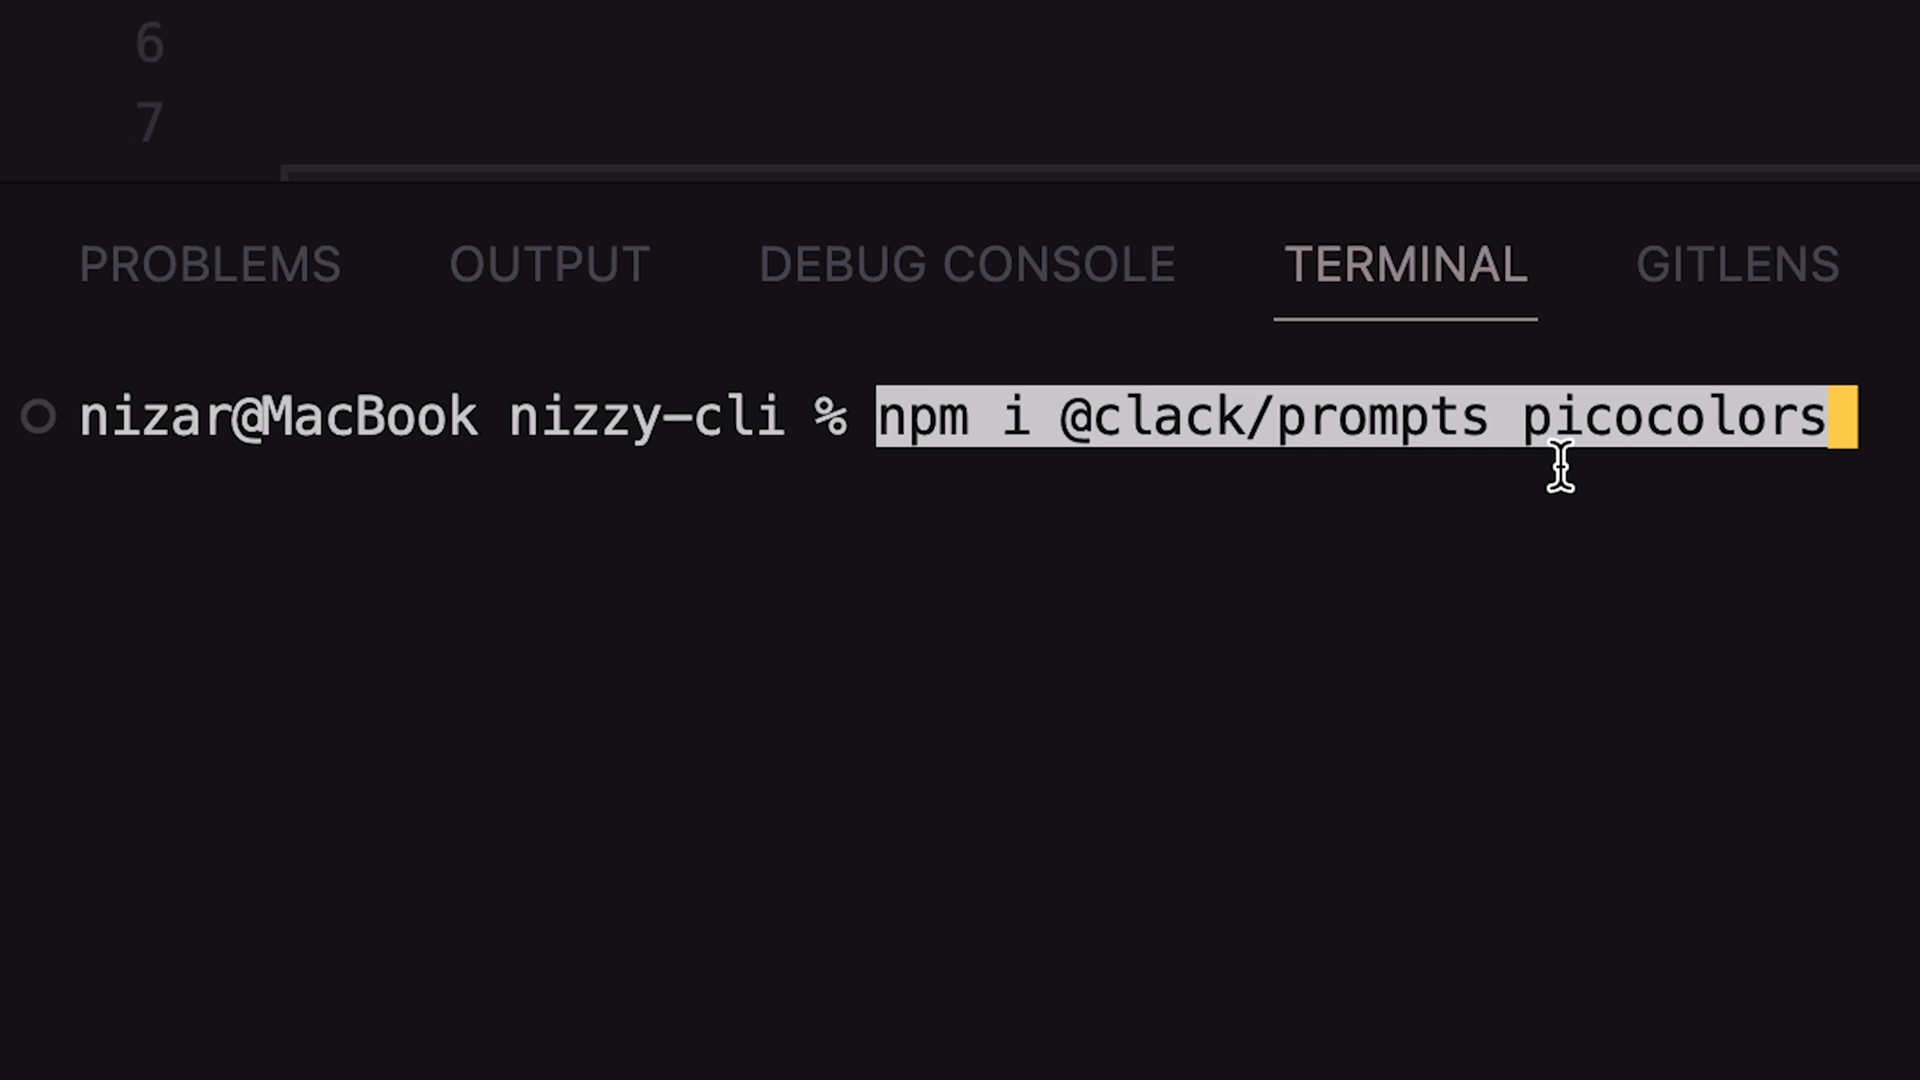 6
7
PROBLEMS OUTPUT DEBUG CONSOLE TERMINAL GITLENS
nizar@MacBook nizzy-cli % npm i @clack/prompts picocolors